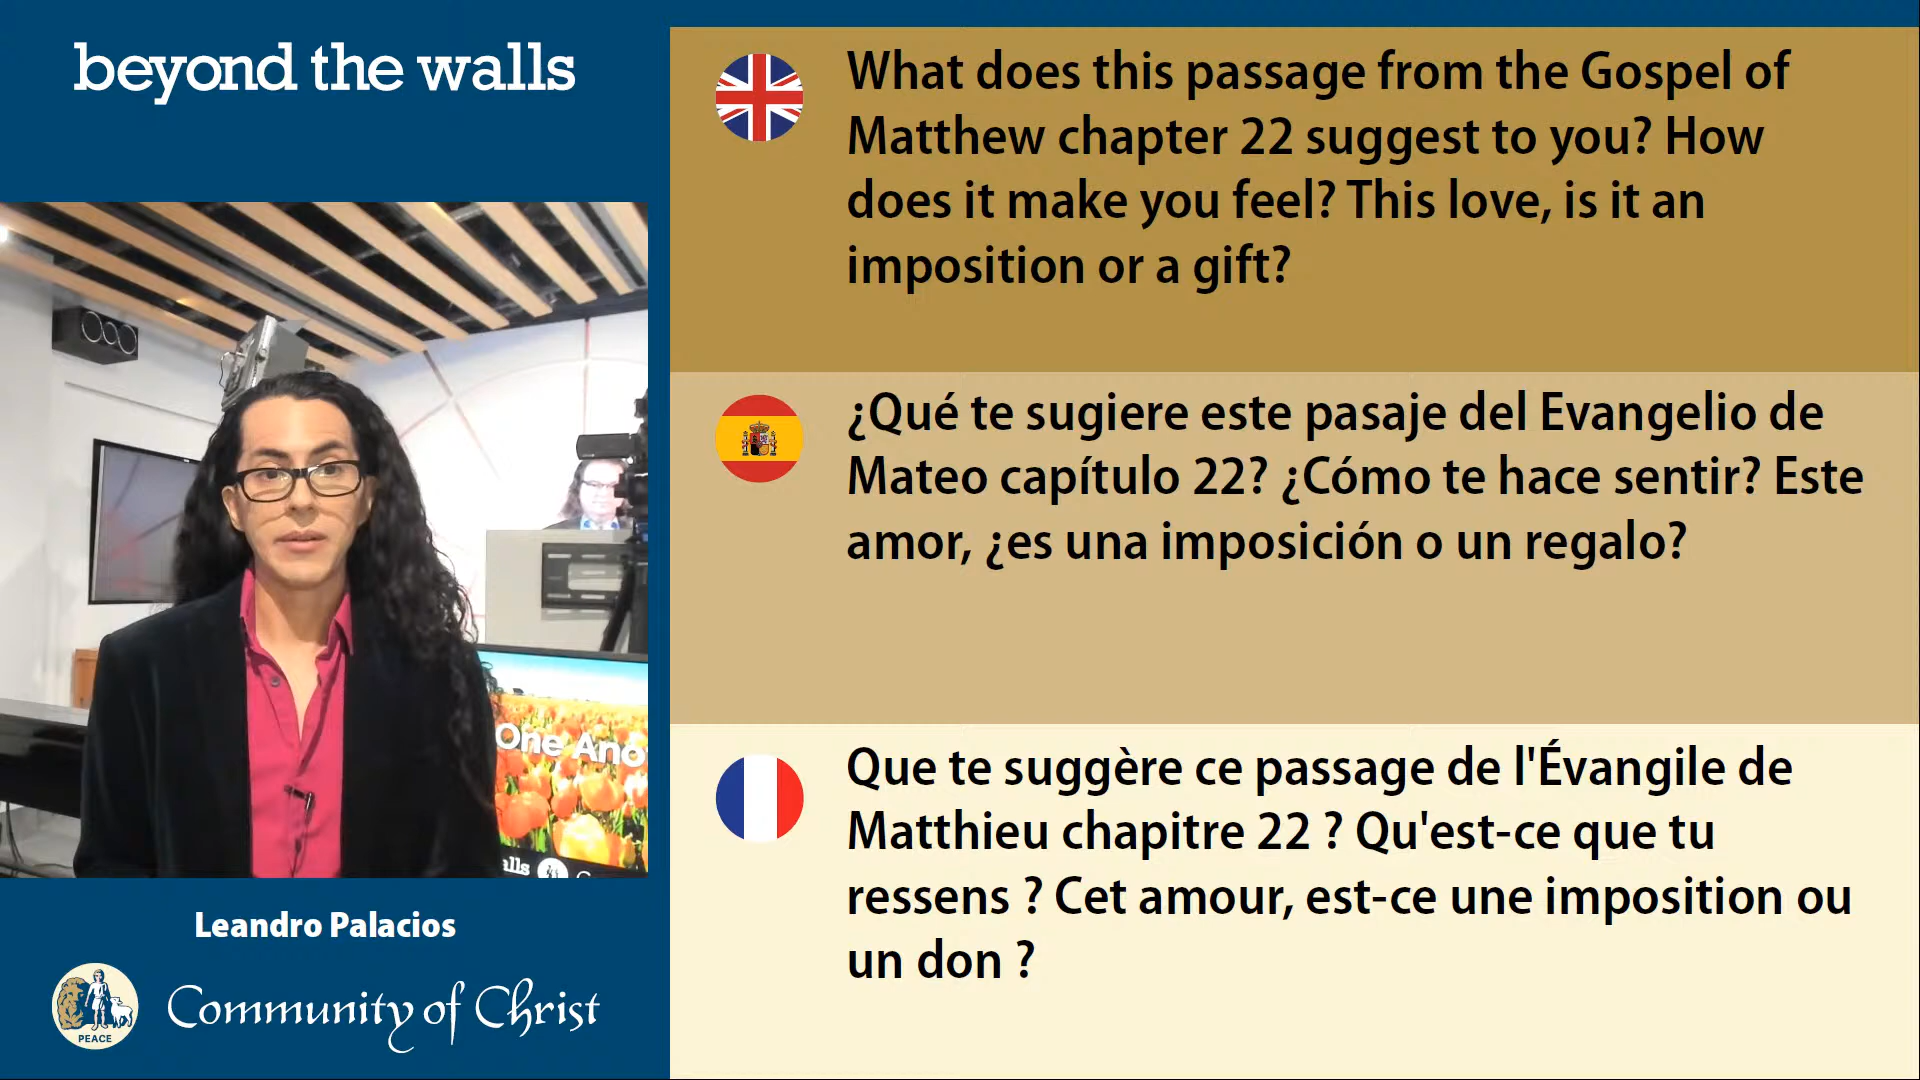 beyond the walls
What does this passage from the Gospel of
Matthew chapter 22 suggest to you? How
does it make you feel? This love, is it an
imposition or a gift?
¿Qué te sugiere este pasaje del Evangelio de
Mateo capítulo 22? ¿Cómo te hace sentir? Este
amor, ¿es una imposición o un regalo?
Que te suggère ce passage de l'Évangile de
Matthieu chapitre 22 ? Qu'est-ce que tu
ressens ? Cet amour, est-ce une imposition ou
un don ?
One Ano
alls
Leandro Palacios
PEACE
Community of Christ